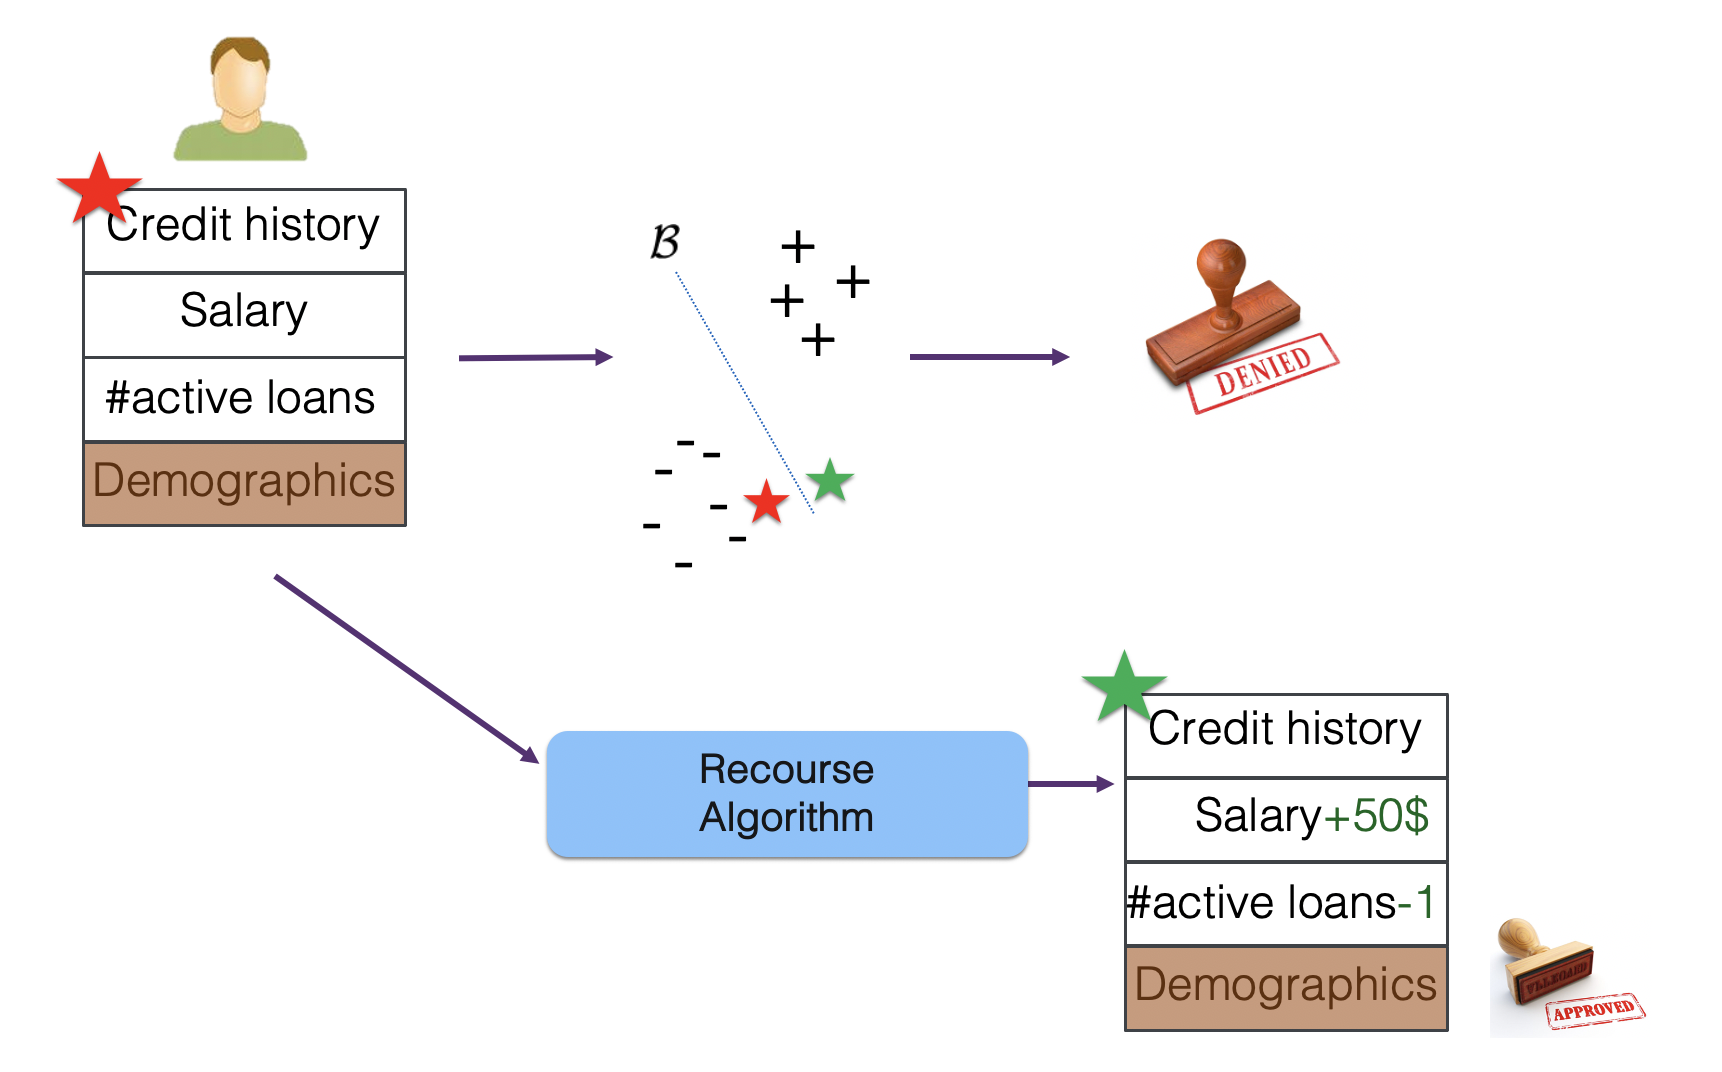 Credit history
Salary
#active loans
Demographics
ℬ
+
+
+
+
-
-
-
-
-
-
-
DENIED
Recourse
Algorithm
Credit history
Salary+50$
#active loans-1
Demographics
APPROVED